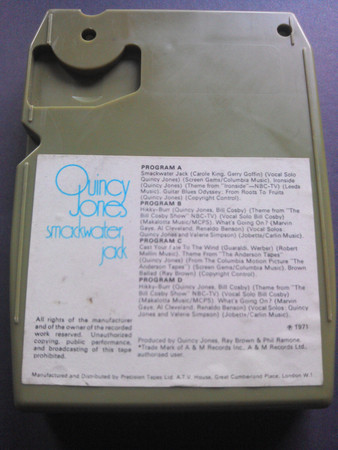 Quincy
Jones
smackwater
jack
PROGRAM A
Smackwater Jack (Carole King, Gerry Goffin) (Vocal Solo
Quincy Jones) (Screen Gems/Columbia Music). Ironside
(Quincy Jones) (Theme from "Ironside"—NBC-TV) (Leeds
Music). Guitar Blues Odyssey: From Roots To Fruits
(Quincy Jones) (Copyright Control).
PROGRAM B
Hikky-Burr (Quincy Jones, Bill Cosby) (Theme from "The
Bill Cosby Show" NBC-TV) (Vocal Solo Bill Cosby)
(Makalotta Music/MCPS). What's Going On? (Marvin
Gaye, Al Cleveland, Renaldo Benson) (Vocal Solos:
Quincy Jones and Valerie Simpson) (Jobete/Carlin Music).
PROGRAM C
Cast Your Fate To The Wind (Guaraldi, Werber) (Robert
Mellin Music). Theme From "The Anderson Tapes"
(Quincy Jones) (From The Columbia Motion Picture "The
Anderson Tapes") (Screen Gems/Columbia Music). Brown
Ballad (Ray Brown) (Copyright Control).
PROGRAM D
Hikky-Burr (Quincy Jones, Bill Cosby) (Theme from "The
Bill Cosby Show" NBC-TV) (Vocal Solo Bill Cosby)
(Makalotta Music/MCPS). What's Going On? (Marvin
Gaye, Al Cleveland, Renaldo Benson) (Vocal Solos: Quincy
Jones and Valerie Simpson) (Jobete/Carlin Music).
℗ 1971
All rights of the manufacturer
and of the owner of the recorded
work reserved. Unauthorized
copying, public performance,
and broadcasting of this tape
prohibited.
Produced by Quincy Jones, Ray Brown & Phil Ramone
*Trade Mark of A & M Records Inc., A & M Records Ltd.
authorised user.
Manufactured and Distributed by Precision Tapes Ltd. A.T.V. House, Great Cumberland Place, London W.1